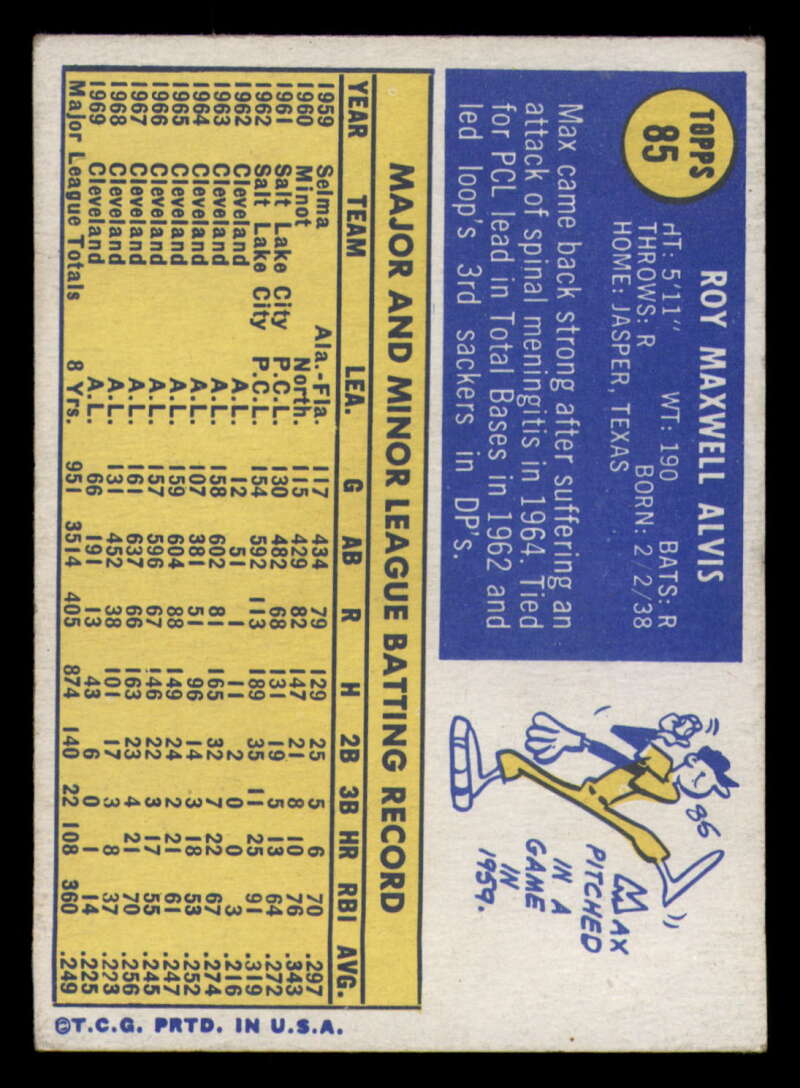 TOPPS
85
ROY MAXWELL ALVIS
HT: 5'11" WT: 190 BATS: R
THROWS: R BORN: 2/2/38
HOME: JASPER, TEXAS
Max came back strong after suffering an
attack of spinal meningitis in 1964. Tied
for PCL lead in Total Bases in 1962 and
led loop's 3rd sackers in DP's.
MAX
PITCHED
IN A
GAME
IN
1959.
MAJOR AND MINOR LEAGUE BATTING RECORD
YEAR TEAM LEA. G AB R H 2B 3B HR RBI AVG.
1959 Selma Ala.-Fla. 117 434 79 129 25 5 6 70 .297
1960 Minot North. 115 429 82 147 21 8 10 76 .343
1961 Salt Lake City P.C.L. 130 482 68 131 19 5 13 64 .272
1962 Salt Lake City P.C.L. 154 592 113 189 35 11 25 91 .319
1962 Cleveland A.L. 12 51 1 11 2 0 0 3 .216
1963 Cleveland A.L. 158 602 81 165 32 7 22 67 .274
1964 Cleveland A.L. 107 381 51 96 14 3 18 53 .252
1965 Cleveland A.L. 159 604 88 149 24 2 21 61 .247
1966 Cleveland A.L. 157 596 67 146 22 3 17 55 .245
1967 Cleveland A.L. 161 637 66 163 23 4 21 70 .256
1968 Cleveland A.L. 131 452 38 101 17 3 8 37 .223
1969 Cleveland A.L. 66 191 13 43 6 0 1 14 .225
Major League Totals 8 Yrs. 951 3514 405 874 140 22 108 360 .249
©T.C.G. PRTD. IN U.S.A.